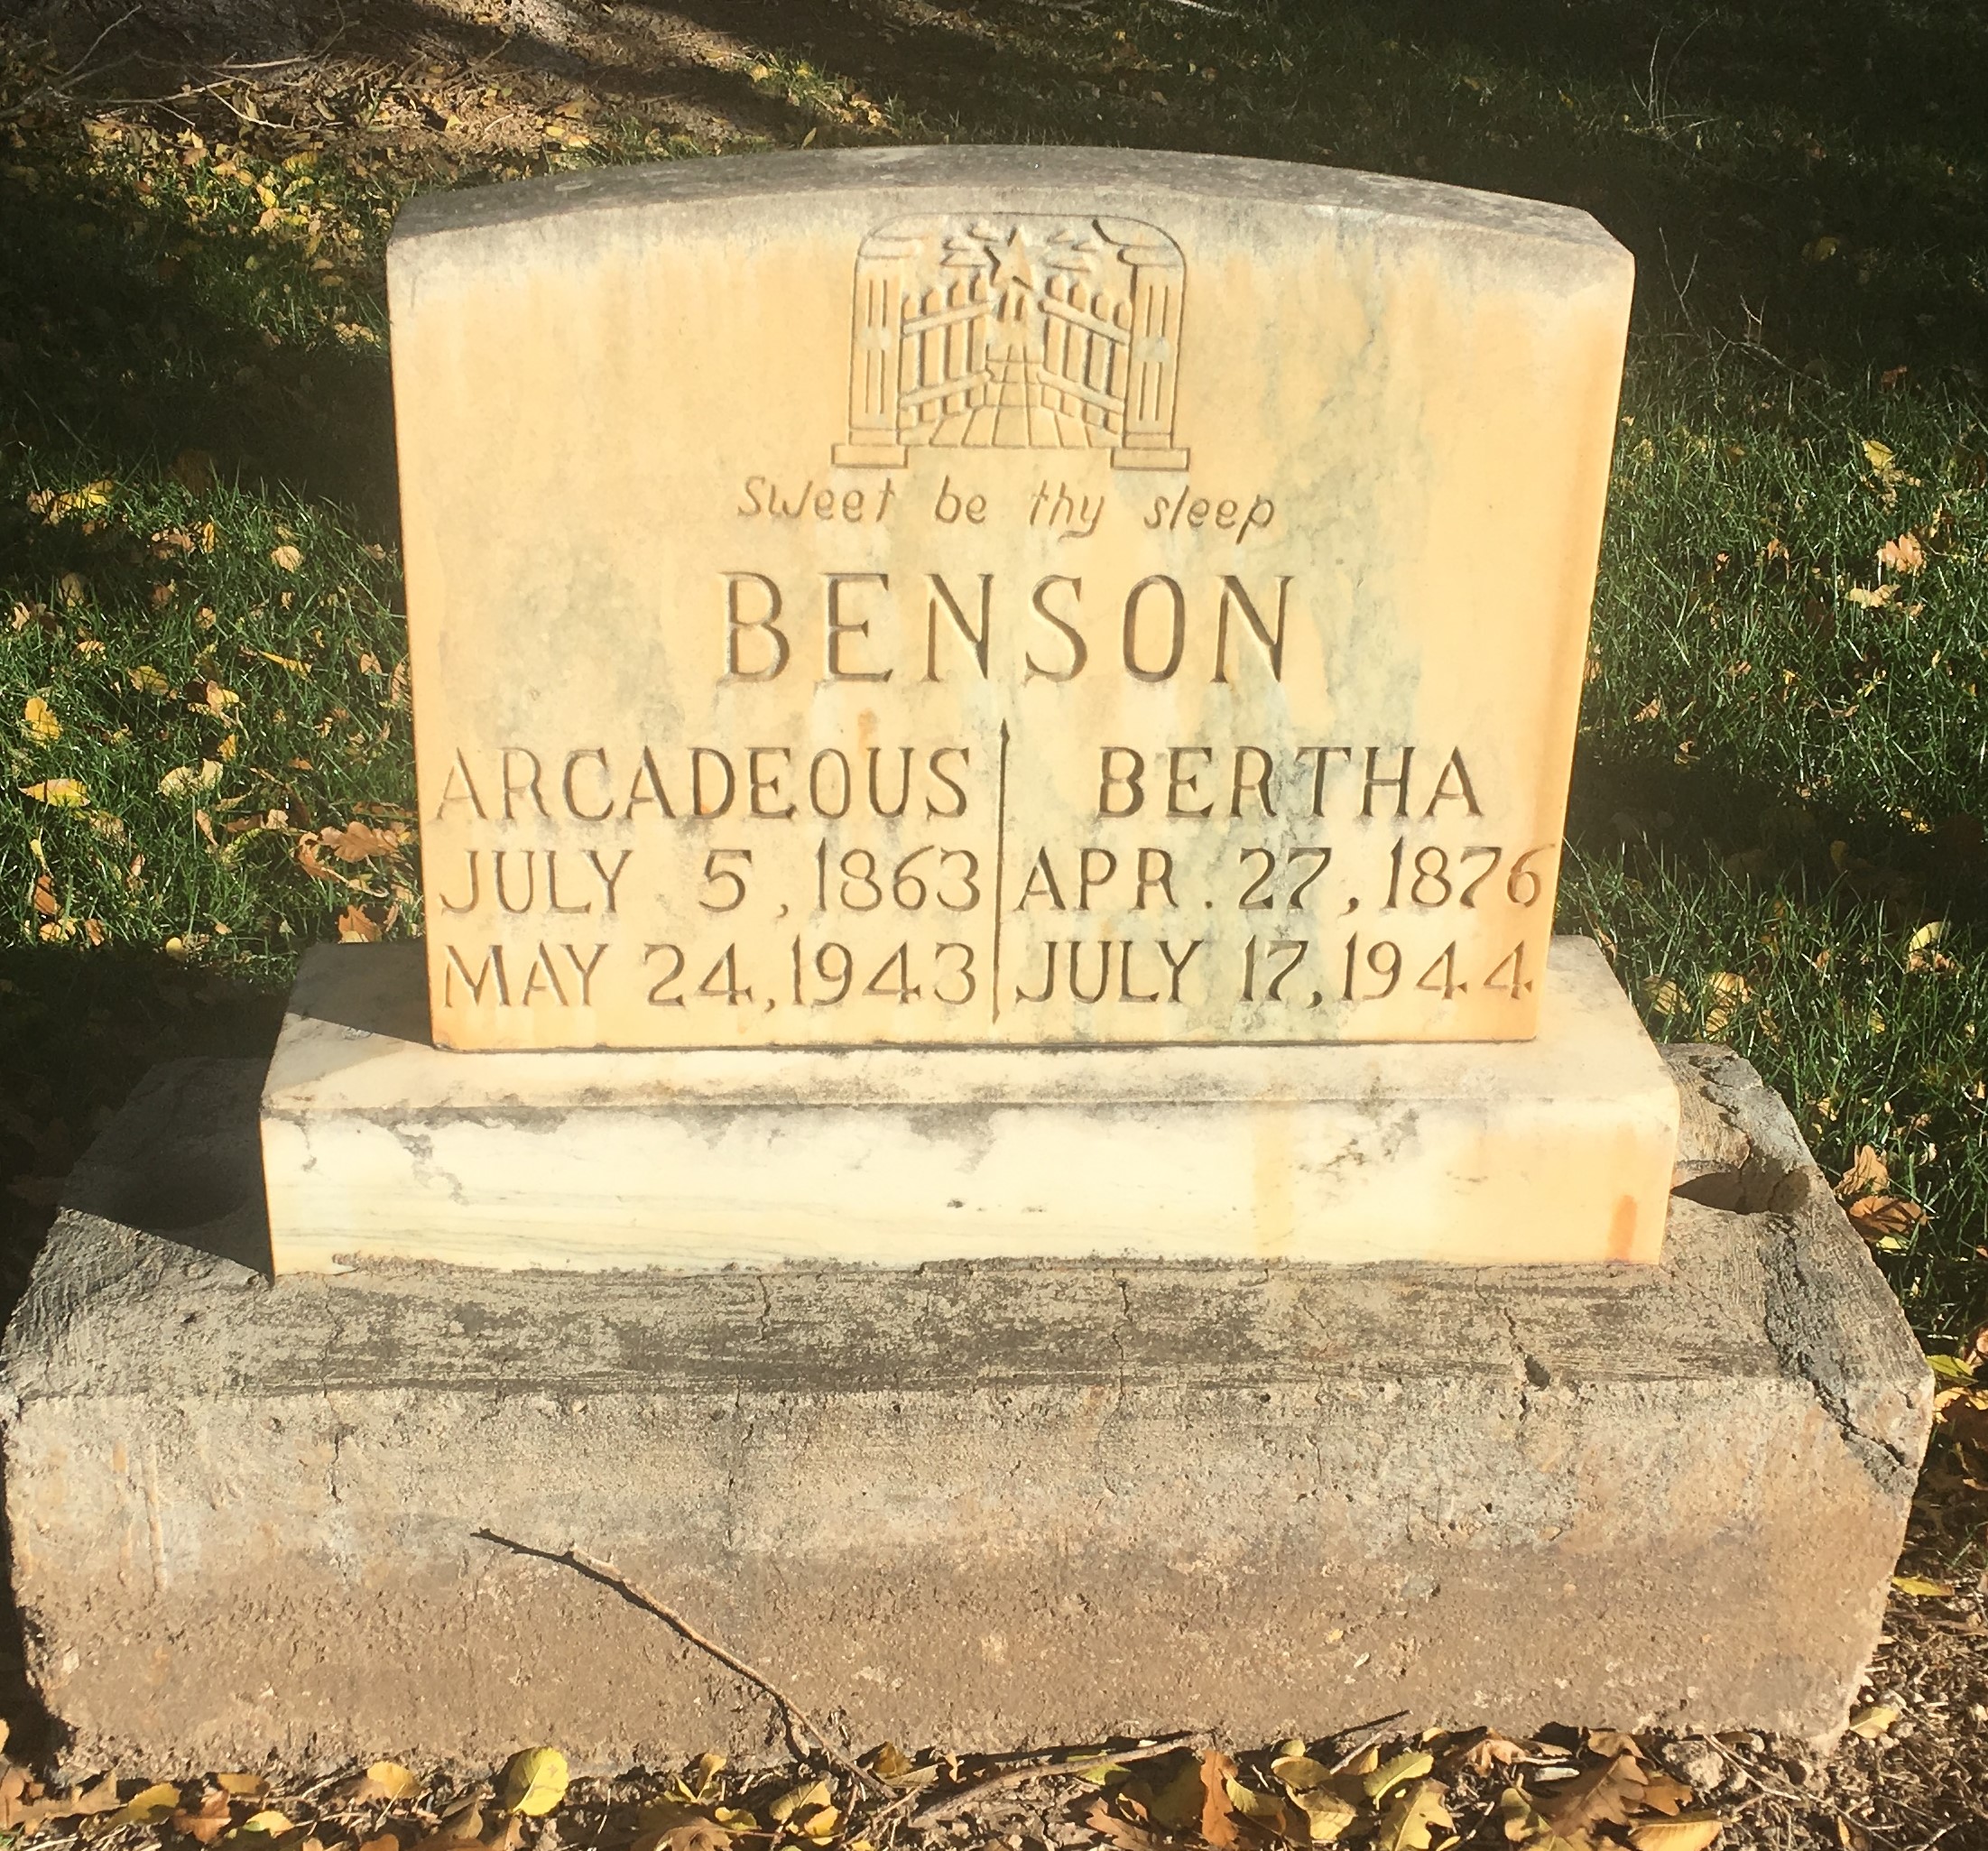 Sweet be thy sleep
BENSON
ARCADEOUS
JULY 5, 1863
MAY 24, 1943
BERTHA
APR. 27, 1876
JULY 17, 1944